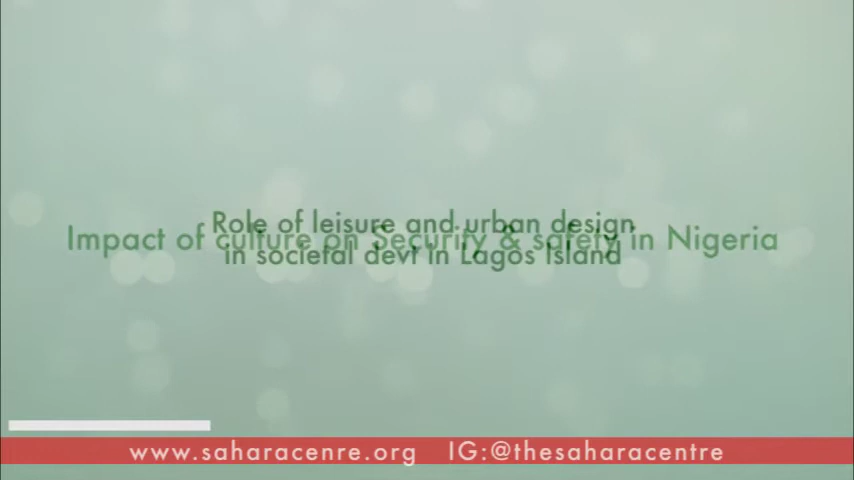 Role of leisure and urban design
Impact of culture on Security & safety in Nigeria
in societal devt in Lagos Island
www.saharacenre.org IG:@thesaharacentre